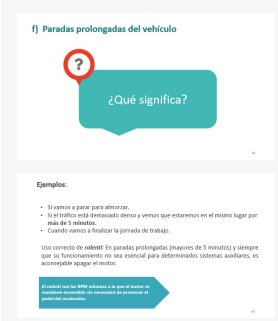 f) Paradas prolongadas del vehículo
?
¿Qué significa?
Ejemplos:
• Si vamos a parar para almorzar.
• Si el tráfico está demasiado denso y vemos que estaremos en el mismo lugar por
más de 5 minutos.
• Cuando vamos a finalizar la jornada de trabajo.
Uso correcto de ralentí: En paradas prolongadas (mayores de 5 minutos) y siempre
que su funcionamiento no sea esencial para determinados sistemas auxiliares, es
aconsejable apagar el motor.
El ralentí son las RPM mínimas a la que el motor se
mantiene encendido sin necesidad de presionar el
pedal del acelerador.